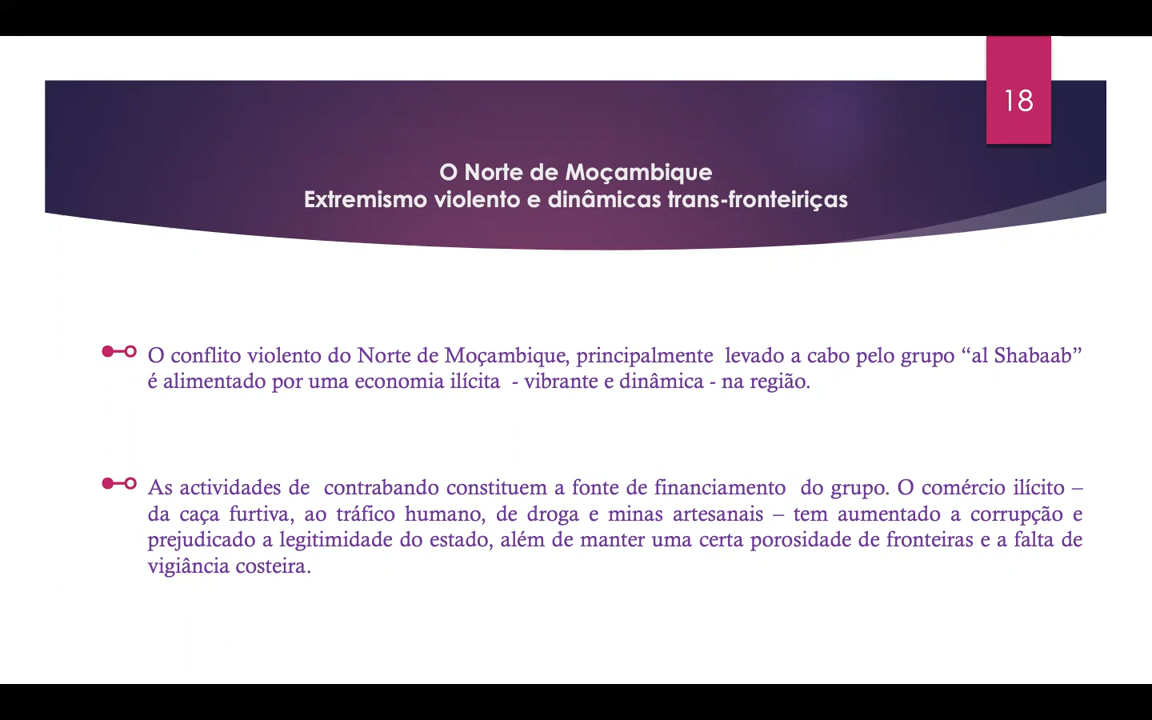 18
O Norte de Moçambique
Extremismo violento e dinâmicas trans-fronteiriças
O conflito violento do Norte de Moçambique, principalmente levado a cabo pelo grupo “al Shabaab”
é alimentado por uma economia ilícita - vibrante e dinâmica - na região.
As actividades de contrabando constituem a fonte de financiamento do grupo. O comércio ilícito –
da caça furtiva, ao tráfico humano, de droga e minas artesanais – tem aumentado a corrupção e
prejudicado a legitimidade do estado, além de manter uma certa porosidade de fronteiras e a falta de
vigiância costeira.